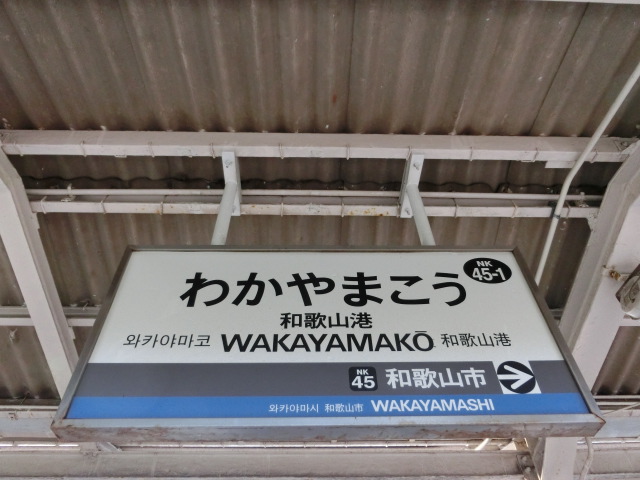 NK
45-1
わかやまこう
和歌山港
와카야마코 WAKAYAMAKŌ 和歌山港
NK
45 和歌山市
와카야마시 和歌山市 WAKAYAMASHI